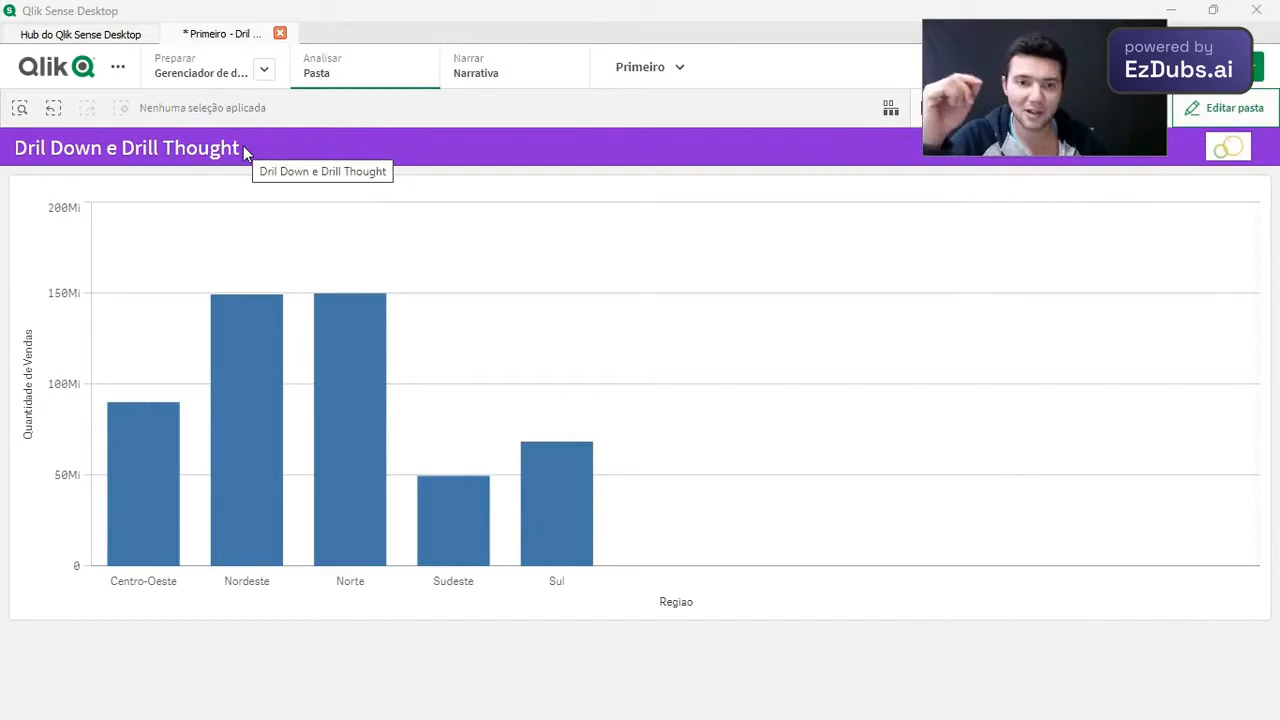 Qlik Sense Desktop
Hub do Qlik Sense Desktop
* Primeiro - Dril ...
Qlik
Preparar
Gerenciador de d...
Analisar
Pasta
Narrar
Narrativa
Primeiro
powered by
EzDubs.ai
Nenhuma seleção aplicada
Editar pasta
Dril Down e Drill Thought
Dril Down e Drill Thought
200Mi
150Mi
100Mi
50Mi
0
Quantidade de Vendas
Centro-Oeste
Nordeste
Norte
Sudeste
Sul
Regiao